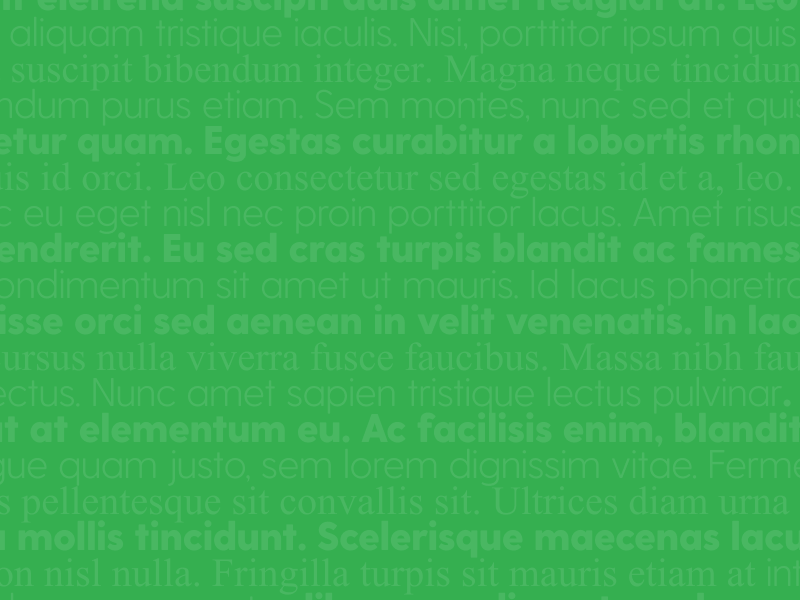 eleifend suscipit duis amet feugiat at. Leo
aliquam tristique iaculis. Nisi, porttitor ipsum quis
suscipit bibendum integer. Magna neque tincidun
ndum purus etiam. Sem montes, nunc sed et quis
etur quam. Egestas curabitur a lobortis rhon
is id orci. Leo consectetur sed egestas id et a, leo.
c eu eget nisl nec proin porttitor lacus. Amet risus
endrerit. Eu sed cras turpis blandit ac fames
ondimentum sit amet ut mauris. Id lacus pharetra
isse orci sed aenean in velit venenatis. In lao
ursus nulla viverra fusce faucibus. Massa nibh fau
ectus. Nunc amet sapien tristique lectus pulvinar.
at at elementum eu. Ac facilisis enim, blandit
gue quam justo, sem lorem dignissim vitae. Ferme
s pellentesque sit convallis sit. Ultrices diam urna
mollis tincidunt. Scelerisque maecenas lacu
on nisl nulla. Fringilla turpis sit mauris etiam at int